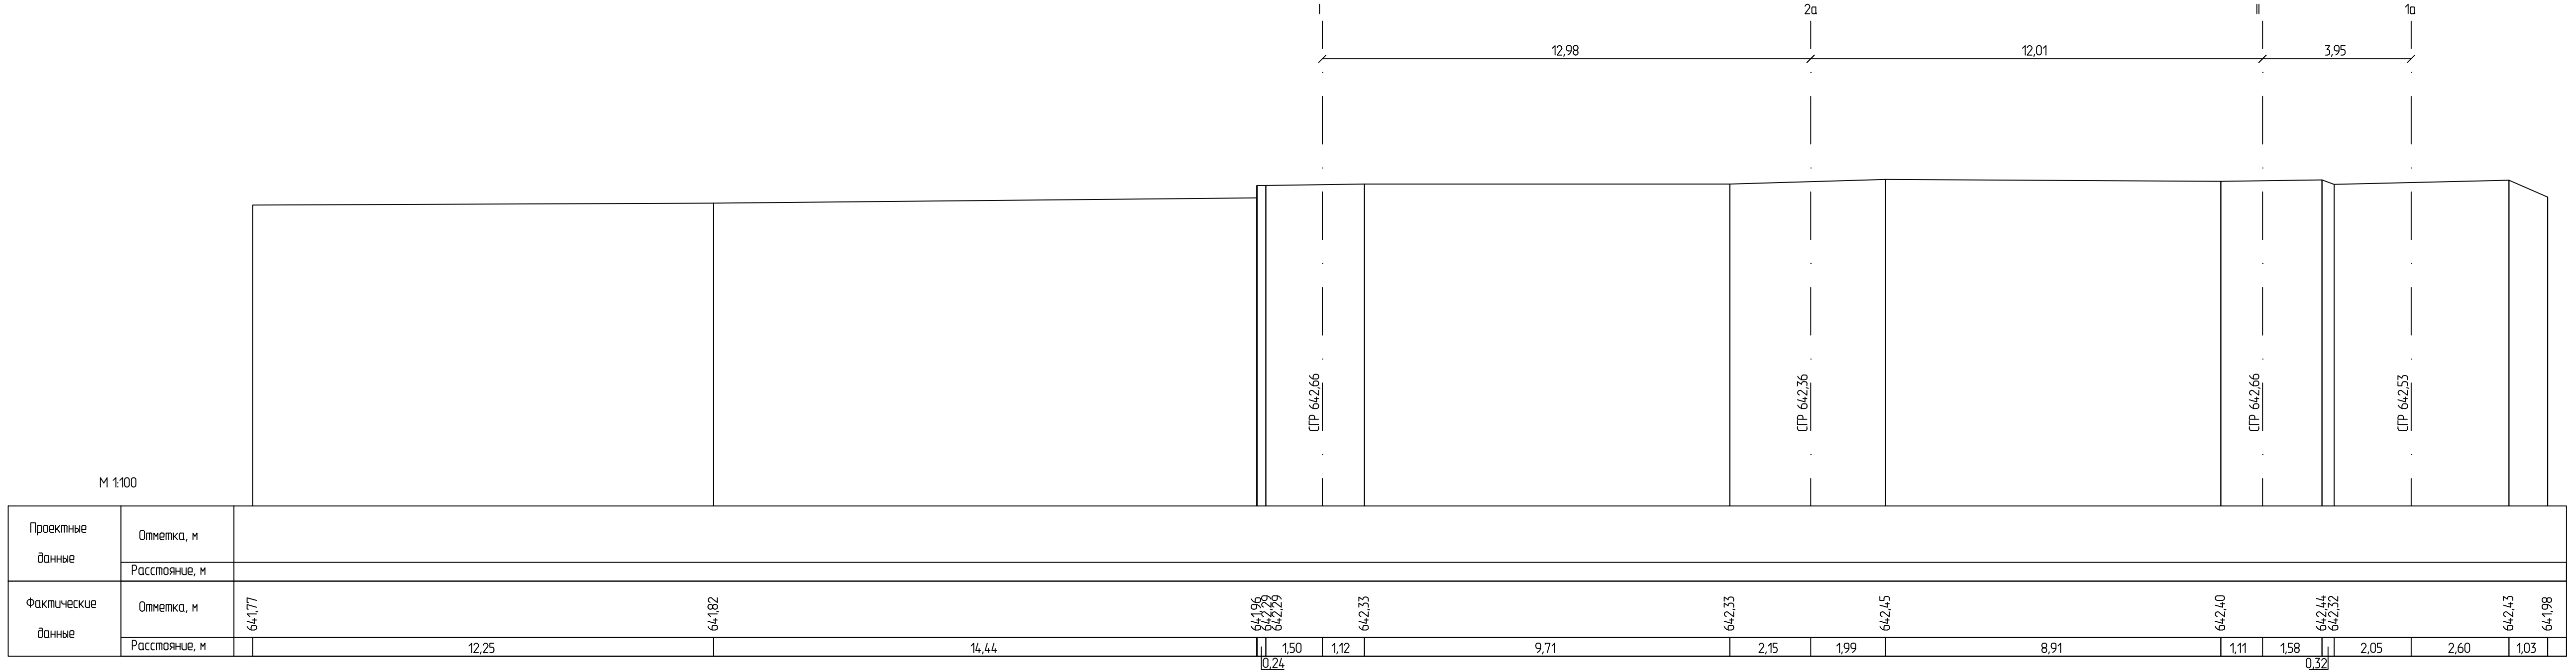 I
2а
II
1а
12,98
12,01
3,95
СГР 642,66
СГР 642,36
СГР 642,66
СГР 642,53
М 1:100
Проектные
данные
Отметка, м
Расстояние, м
Фактические
данные
Отметка, м
641,77
641,82
641,96
642,29
642,29
642,33
642,33
642,45
642,40
642,44
642,32
642,43
641,98
Расстояние, м
12,25
14,44
0,24
1,50
1,12
9,71
2,15
1,99
8,91
1,11
1,58
0,32
2,05
2,60
1,03